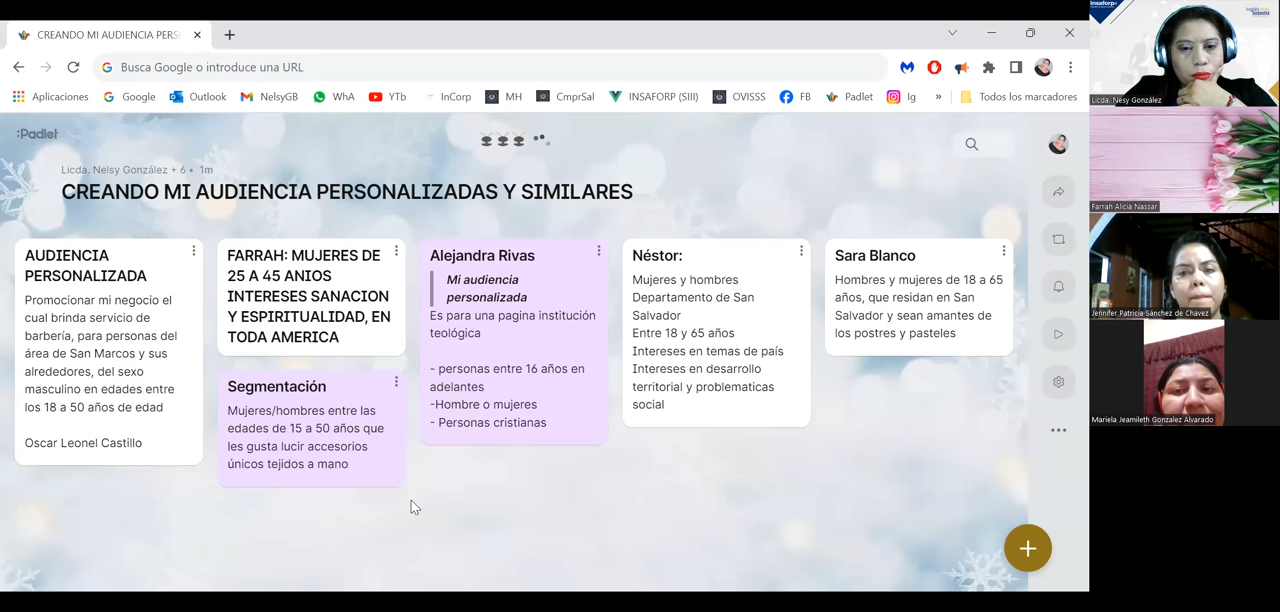 CREANDO MI AUDIENCIA PERS
Busca Google o introduce una URL
Aplicaciones
Google
Outlook
NelsyGB
WhA
YTb
InCorp
MH
CmprSal
INSAFORP (SIII)
OVISSS
FB
Padlet
Ig
»
Todos los marcadores
:Padlet
Licda. Nelsy González + 6 • 1m
CREANDO MI AUDIENCIA PERSONALIZADAS Y SIMILARES
AUDIENCIA
PERSONALIZADA
Promocionar mi negocio el
cual brinda servicio de
barbería, para personas del
área de San Marcos y sus
alrededores, del sexo
masculino en edades entre
los 18 a 50 años de edad
Oscar Leonel Castillo
FARRAH: MUJERES DE
25 A 45 ANIOS
INTERESES SANACION
Y ESPIRITUALIDAD, EN
TODA AMERICA
Segmentación
Mujeres/hombres entre las
edades de 15 a 50 años que
les gusta lucir accesorios
únicos tejidos a mano
Alejandra Rivas
Mi audiencia
personalizada
Es para una pagina institución
teológica
- personas entre 16 años en
adelantes
-Hombre o mujeres
- Personas cristianas
Néstor:
Mujeres y hombres
Departamento de San
Salvador
Entre 18 y 65 años
Intereses en temas de país
Intereses en desarrollo
territorial y problematicas
social
Sara Blanco
Hombres y mujeres de 18 a 65
años, que residan en San
Salvador y sean amantes de
los postres y pasteles
Insaforp
Licda. Nesy González
Farrah Alicia Nassar
Jennifer Patricia Sánchez de Chavez
Mariela Jeamileth Gonzalez Alvarado